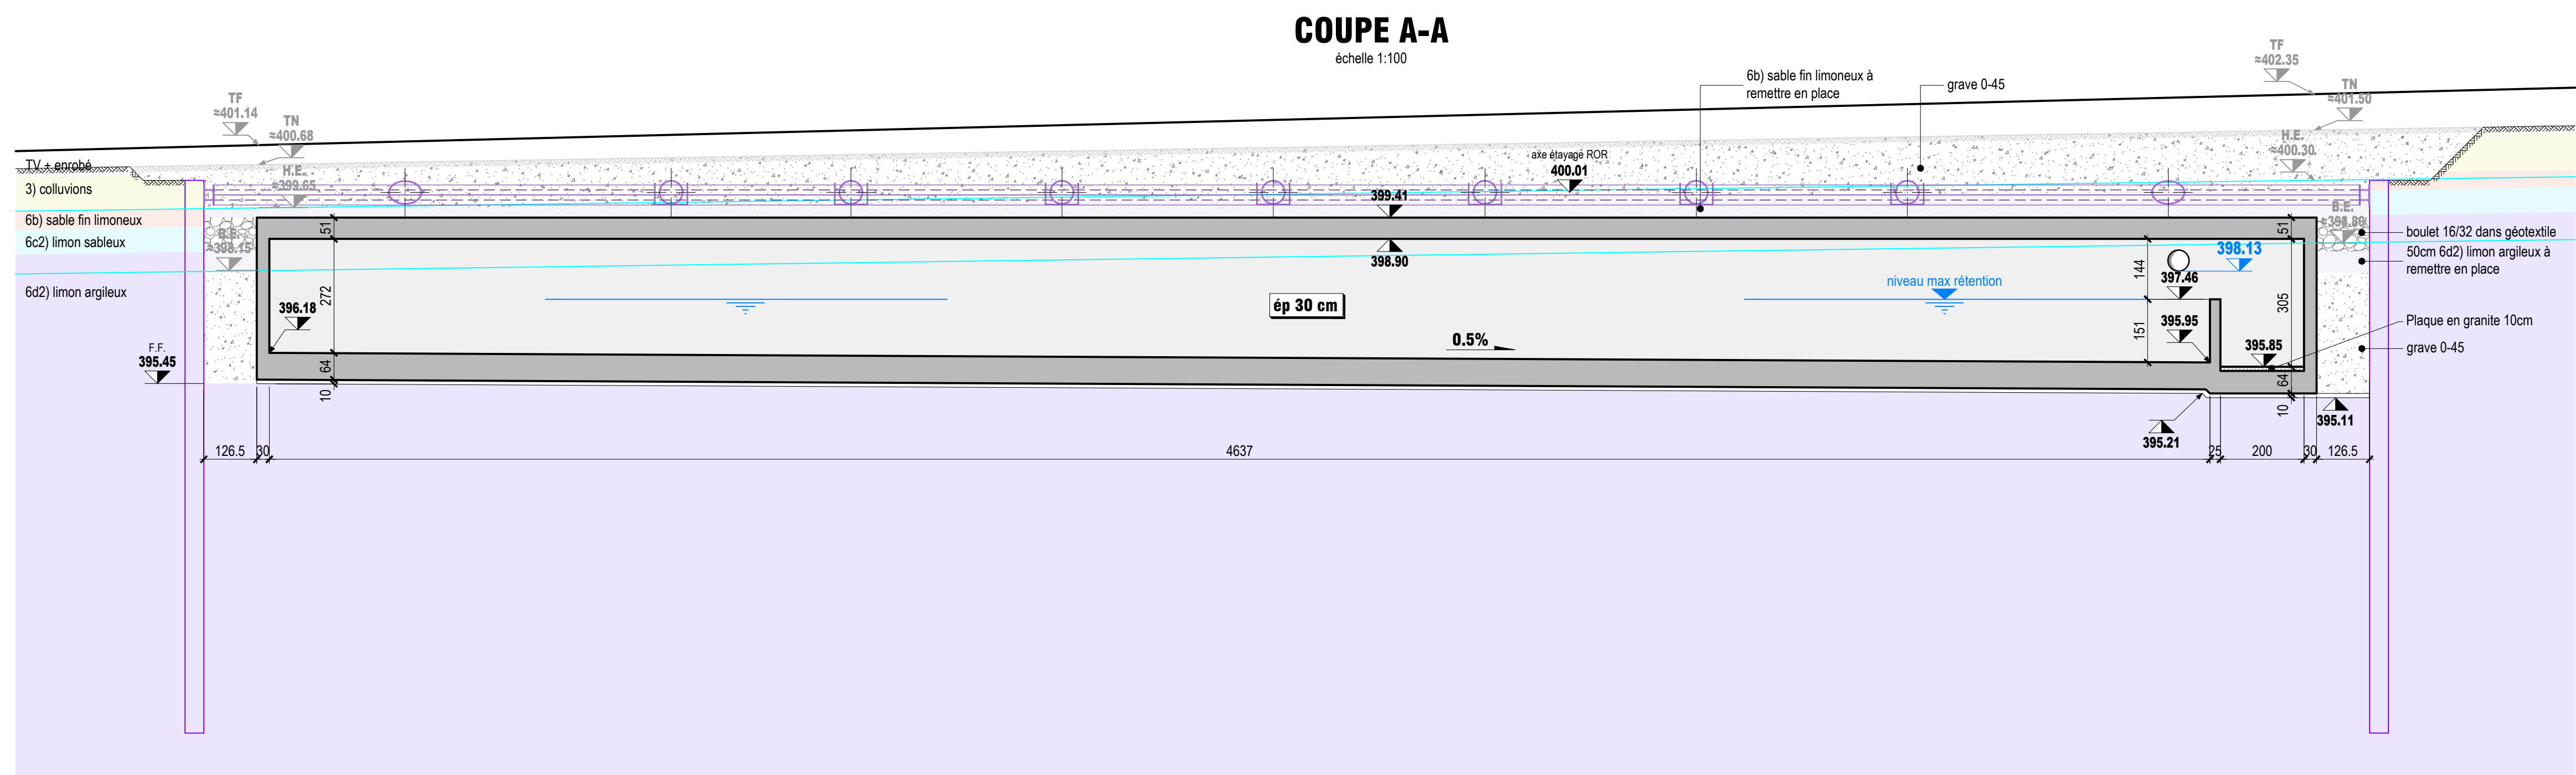 COUPE A-A
échelle 1:100
TF
≈402.35
TN
≈401.50
6b) sable fin limoneux à
remettre en place
grave 0-45
TF
≈401.14
TN
≈400.68
H.E.
≈400.30
axe étayage ROR
400.01
TV + enrobé
3) colluvions
H.E.
≈399.65
399.41
6b) sable fin limoneux
6c2) limon sableux
6d2) limon argileux
B.E.
≈398.15
B.E.
≈398.80
51
51
398.90
398.13
boulet 16/32 dans géotextile
50cm 6d2) limon argileux à
remettre en place
niveau max rétention
397.46
144
272
305
396.18
ép 30 cm
395.95
151
Plaque en granite 10cm
0.5%
395.85
grave 0-45
F.F.
395.45
64
64
10
10
395.11
395.21
126.5
30
4637
25
200
30
126.5